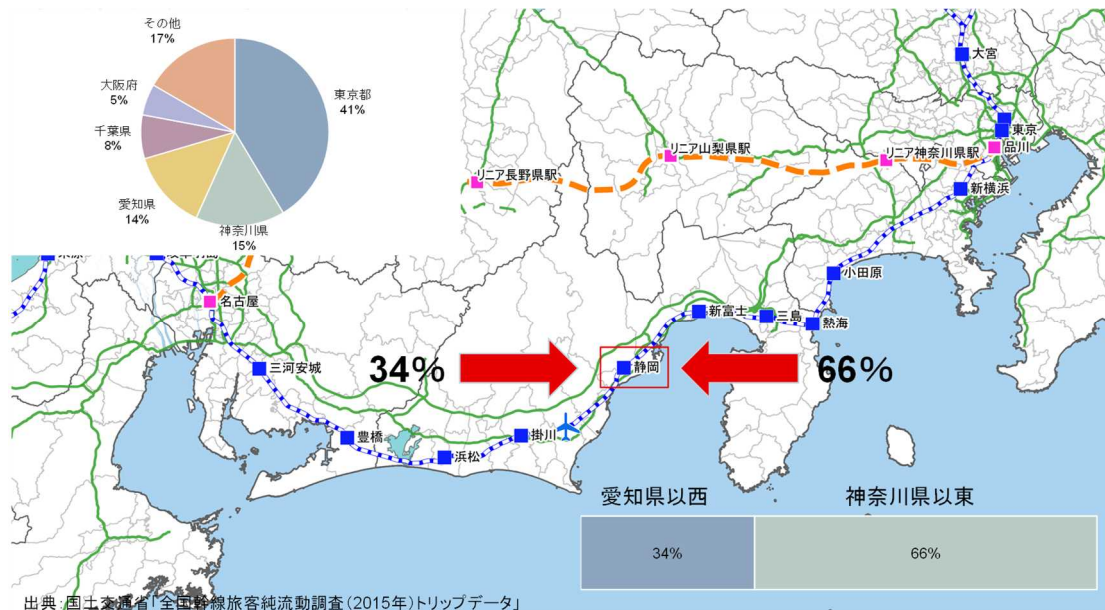 その他
17%
大阪府
5%
千葉県
8%
愛知県
14%
神奈川県
15%
東京都
41%
大宮
東京
品川
リニア神奈川県駅
リニア山梨県駅
リニア長野県駅
新横浜
小田原
熱海
三島
新富士
静岡
34%
66%
名古屋
三河安城
豊橋
浜松
掛川
愛知県以西
神奈川県以東
34%
66%
出典:国土交通省「全国幹線旅客純流動調査(2015年)トリップデータ」